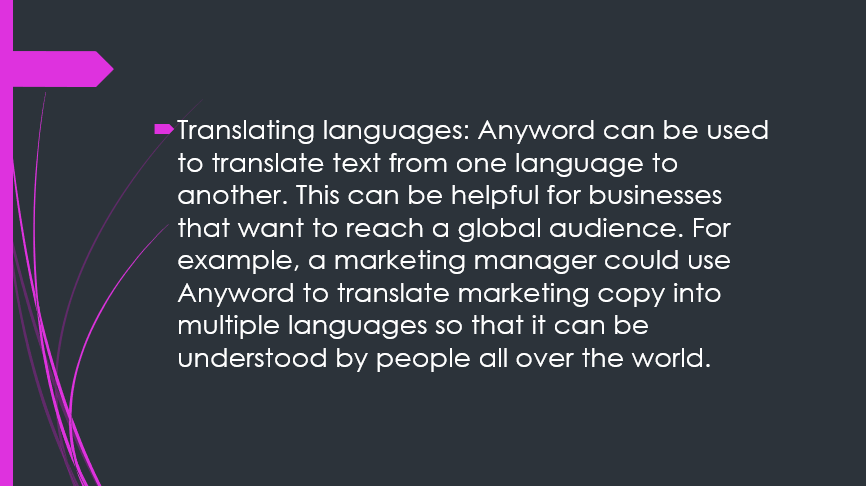 Translating languages: Anyword can be used
to translate text from one language to
another. This can be helpful for businesses
that want to reach a global audience. For
example, a marketing manager could use
Anyword to translate marketing copy into
multiple languages so that it can be
understood by people all over the world.